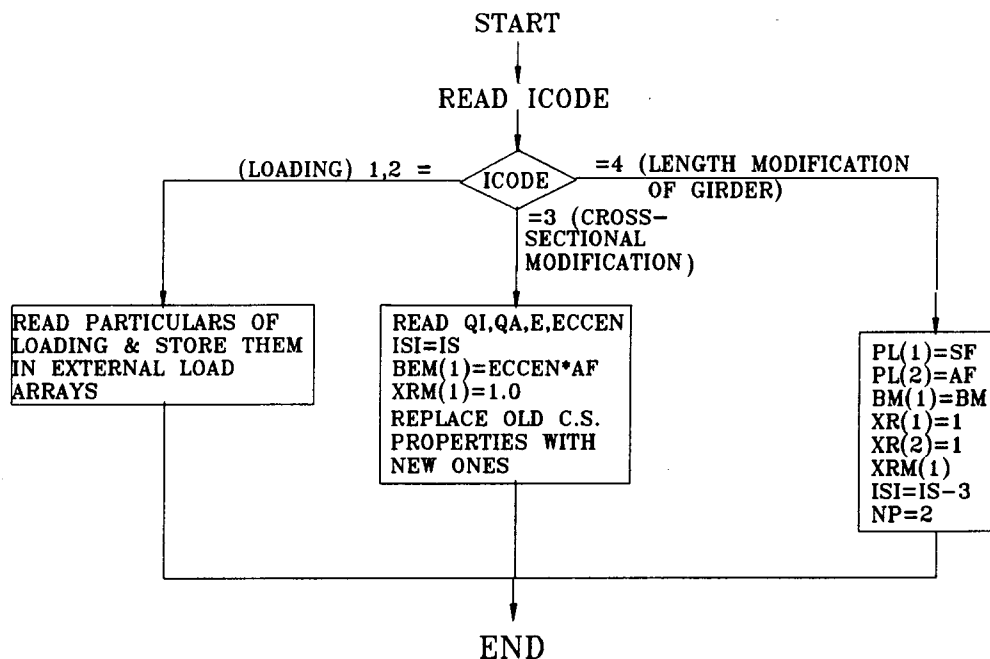 START
READ ICODE
(LOADING) 1,2 =
ICODE
=4 (LENGTH MODIFICATION
OF GIRDER)
=3 (CROSS-
SECTIONAL
MODIFICATION)
READ PARTICULARS OF
LOADING & STORE THEM
IN EXTERNAL LOAD
ARRAYS
READ QI,QA,E,ECCEN
ISI=IS
BEM(1)=ECCEN*AF
XRM(1)=1.0
REPLACE OLD C.S.
PROPERTIES WITH
NEW ONES
PL(1)=SF
PL(2)=AF
BM(1)=BM
XR(1)=1
XR(2)=1
XRM(1)
ISI=IS-3
NP=2
END